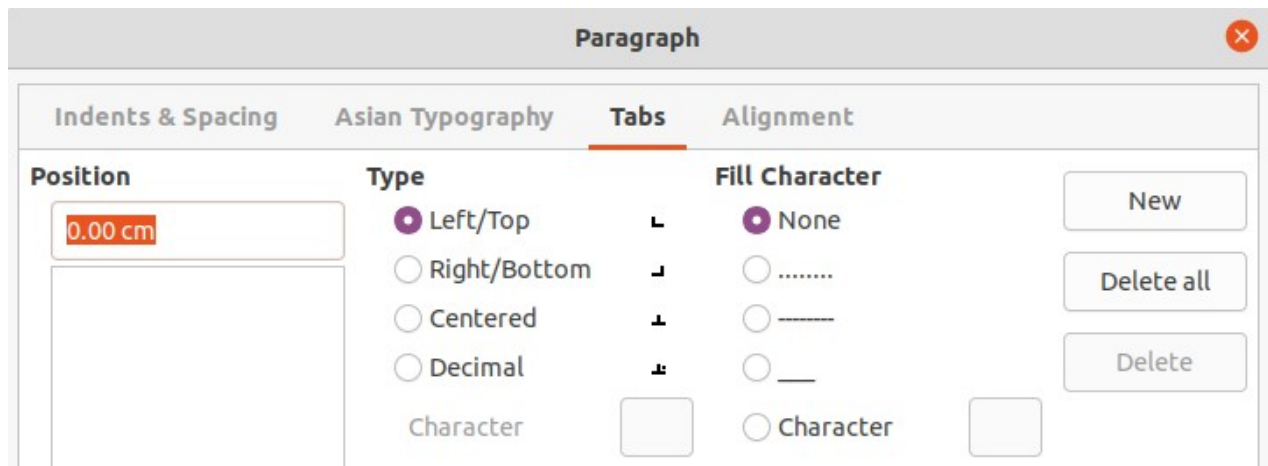 Paragraph
Indents & Spacing Asian Typography Tabs Alignment
Position Type Fill Character
0.00 cm Left/Top None New
Right/Bottom ........ Delete all
Centered --------
Decimal ___ Delete
Character Character